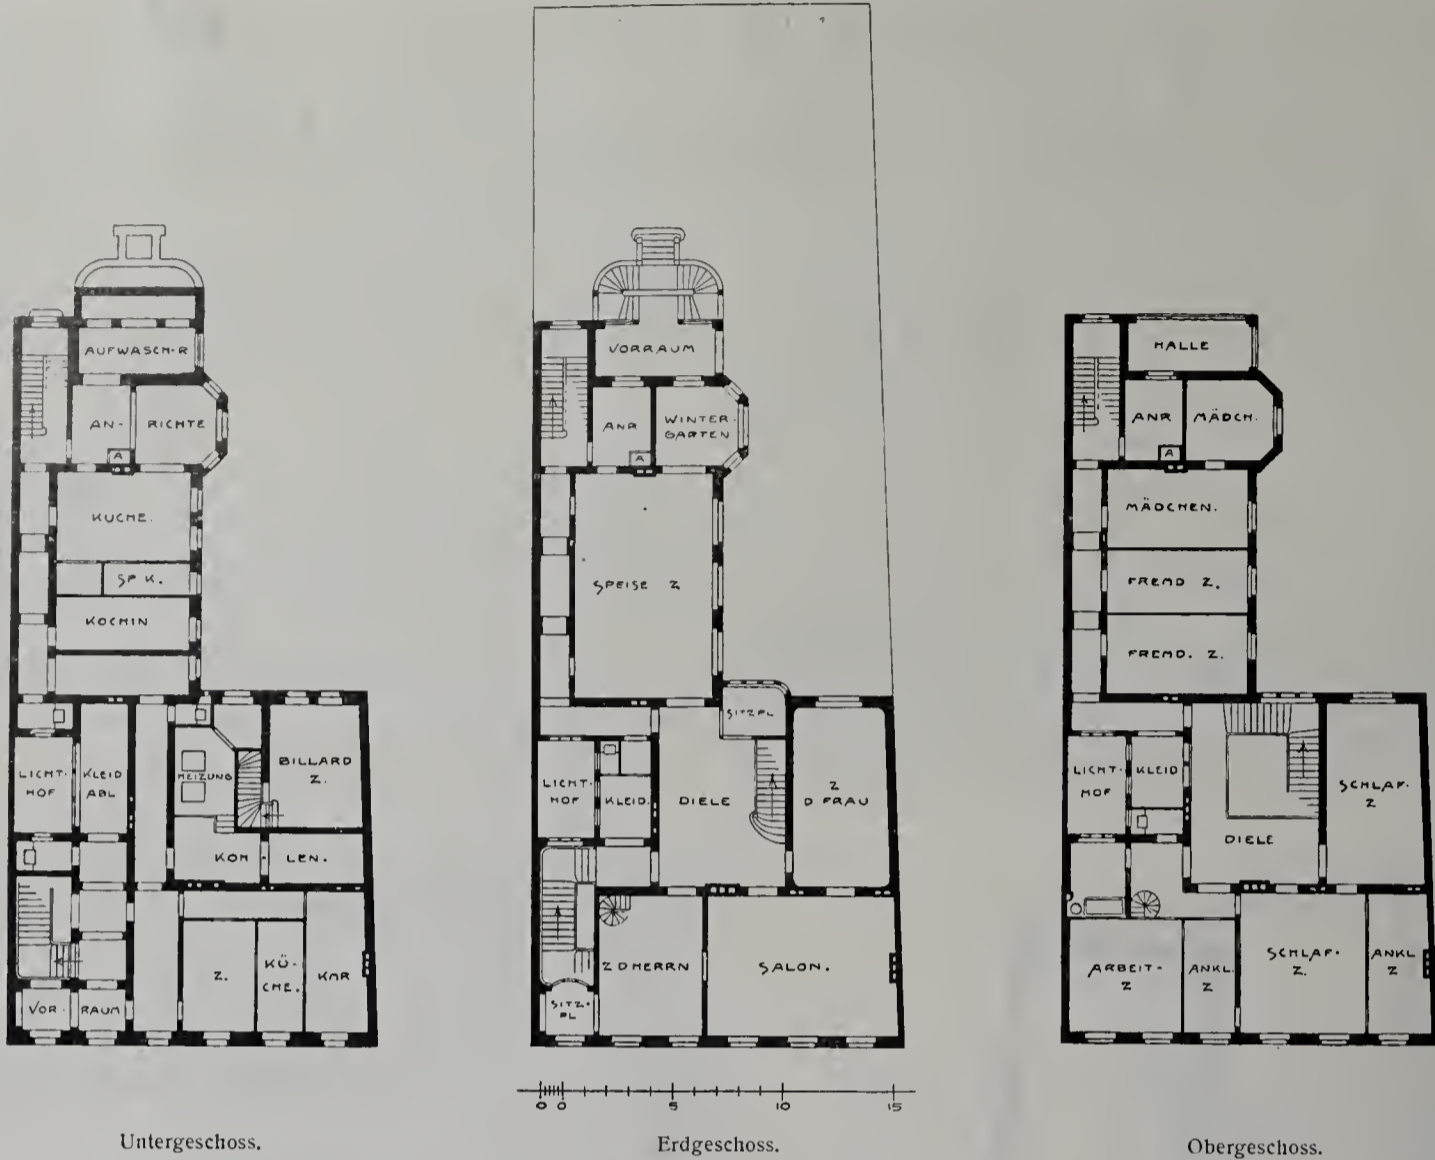 AUFWASCH-R
AN-
RICHTE
A
KUCHE.
SP K.
KOCHIN
LICHT-
HOF
KLEID
ABL
HEIZUNG
BILLARD
Z.
KOH-
LEN.
Z.
KÜ-
CHE.
KMR
VOR-
RAUM
Untergeschoss.
VORRAUM
ANR
WINTER-
GARTEN
A
SPEISE Z
SITZPL
LICHT-
HOF
KLEID.
DIELE
Z
D FRAU
Z D HERRN
SALON.
SITZ-
PL
0 0 5 10 15
Erdgeschoss.
HALLE
ANR
MÄDCH.
A
MÄDCHEN.
FREMD Z.
FREMD. Z.
LICHT-
HOF
KLEID
SCHLAF-
Z
DIELE
ARBEIT-
Z
ANKL.
Z
SCHLAF-
Z.
ANKL
Z
Obergeschoss.